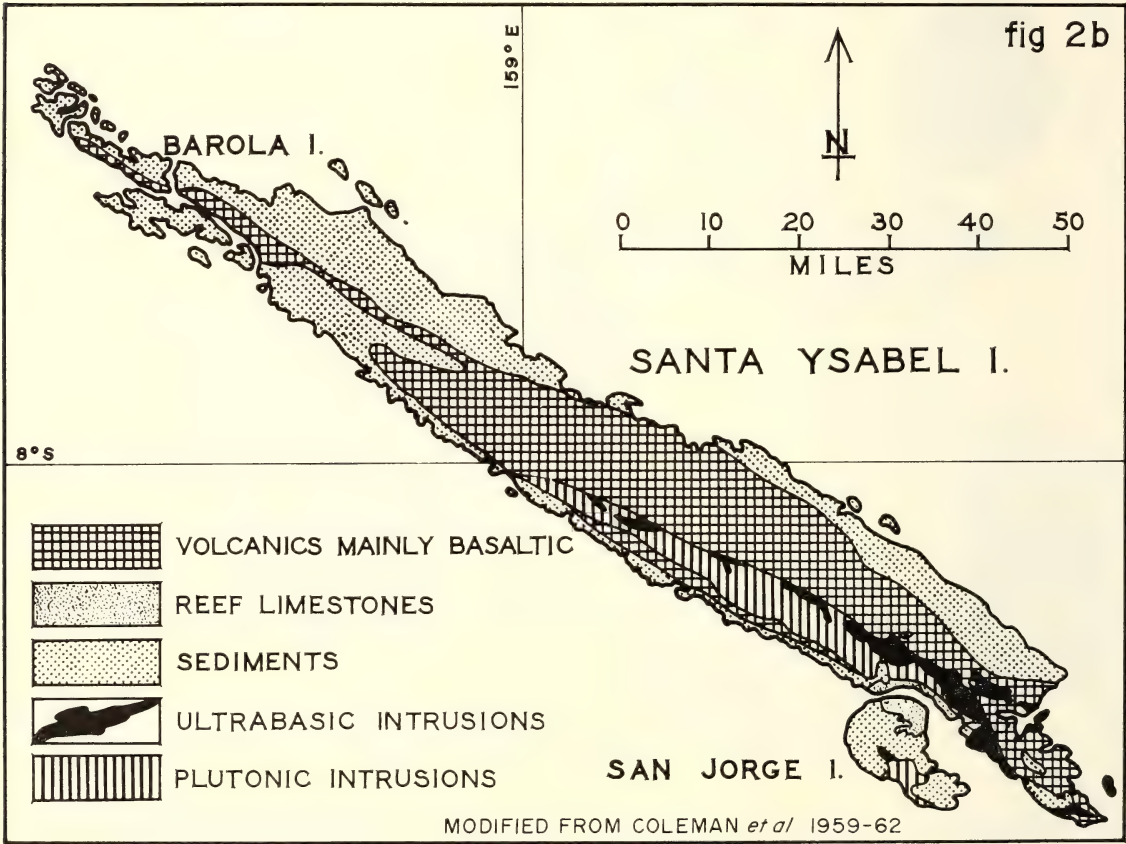 fig 2b
159° E
N
BAROLA I.
0 10 20 30 40 50
MILES
SANTA YSABEL I.
8°S
VOLCANICS MAINLY BASALTIC
REEF LIMESTONES
SEDIMENTS
ULTRABASIC INTRUSIONS
PLUTONIC INTRUSIONS
SAN JORGE I.
MODIFIED FROM COLEMAN et al 1959-62